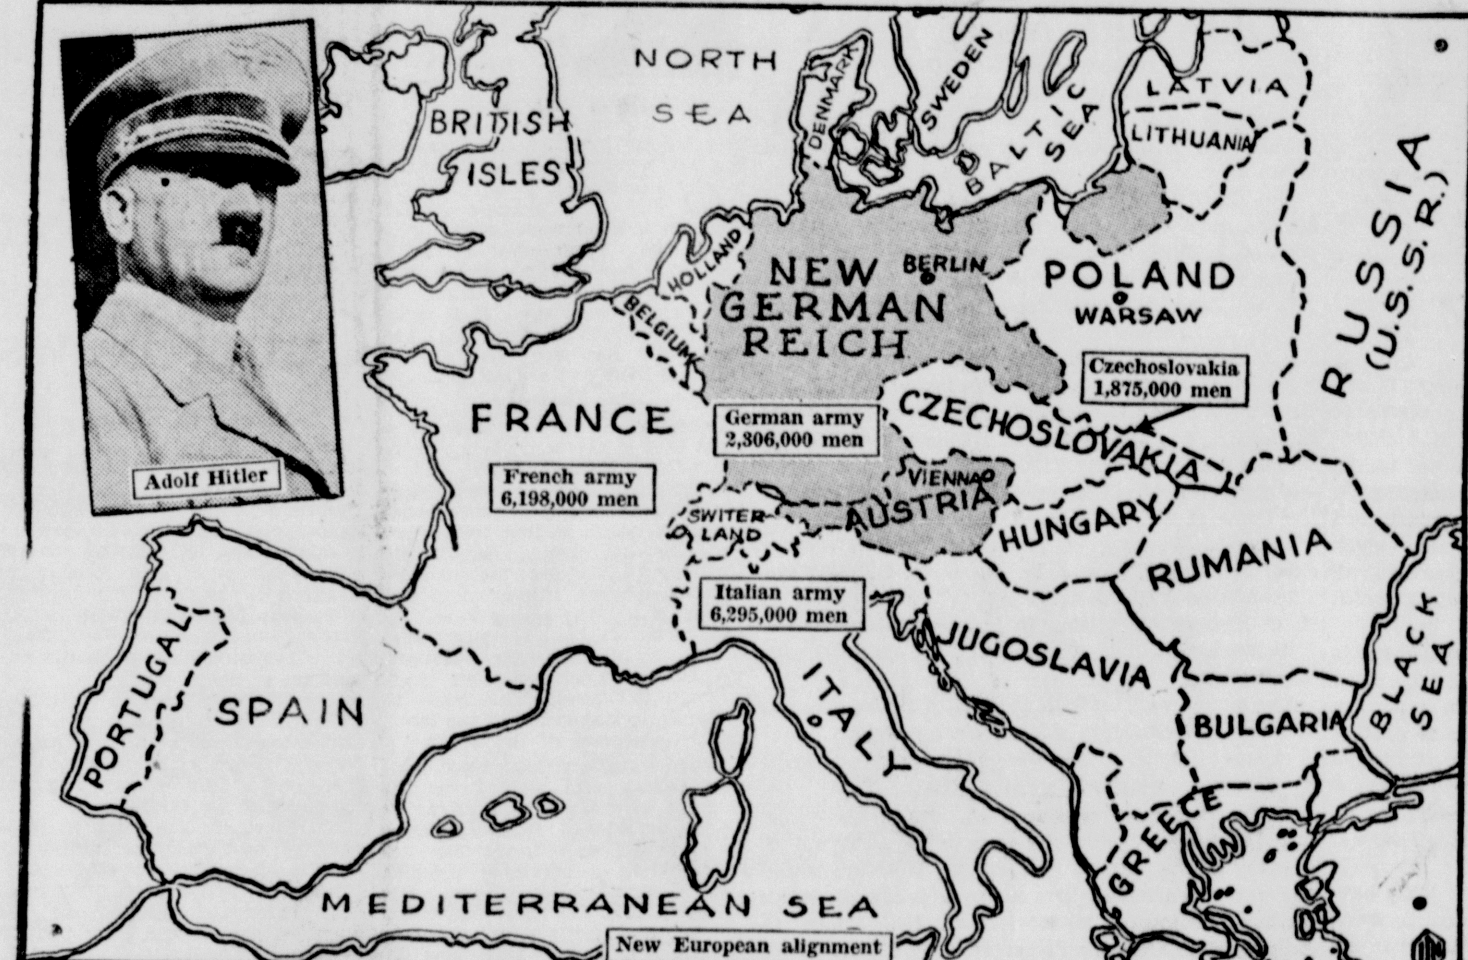 NORTH
SEA
BRITISH
ISLES
DENMARK
SWEDEN
BALTIC
SEA
LATVIA
LITHUANIA
RUSSIA
(U.S.S.R.)
HOLLAND
BELGIUM
NEW
GERMAN
REICH
BERLIN
POLAND
WARSAW
Czechoslovakia
1,875,000 men
FRANCE
German army
2,306,000 men
CZECHOSLOVAKIA
Adolf Hitler
French army
6,198,000 men
VIENNA
AUSTRIA
SWITER-
LAND
HUNGARY
RUMANIA
Italian army
6,295,000 men
JUGOSLAVIA
BLACK
SEA
PORTUGAL
SPAIN
ITALY
BULGARIA
GREECE
MEDITERRANEAN SEA
New European alignment